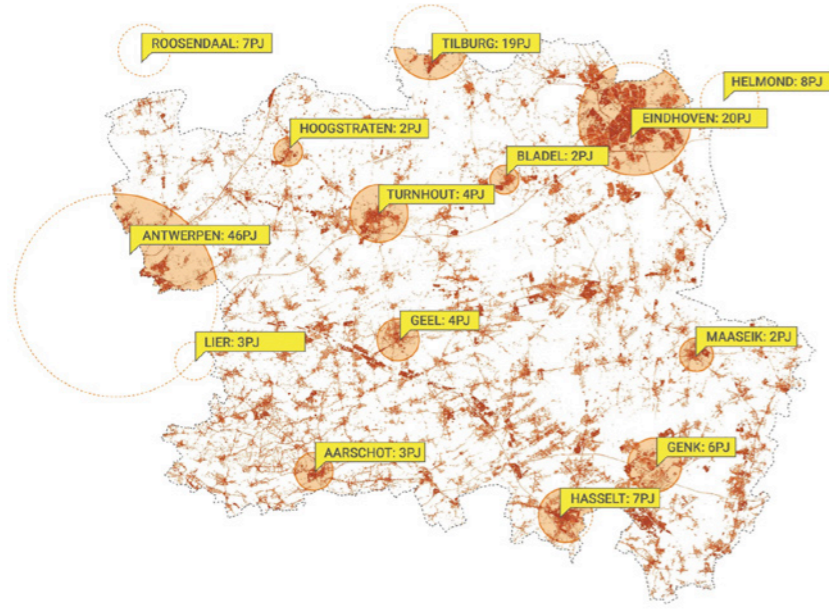 ROOSENDAAL: 7PJ
TILBURG: 19PJ
HELMOND: 8PJ
EINDHOVEN: 20PJ
HOOGSTRATEN: 2PJ
BLADEL: 2PJ
TURNHOUT: 4PJ
ANTWERPEN: 46PJ
GEEL: 4PJ
LIER: 3PJ
MAASEIK: 2PJ
AARSCHOT: 3PJ
GENK: 6PJ
HASSELT: 7PJ